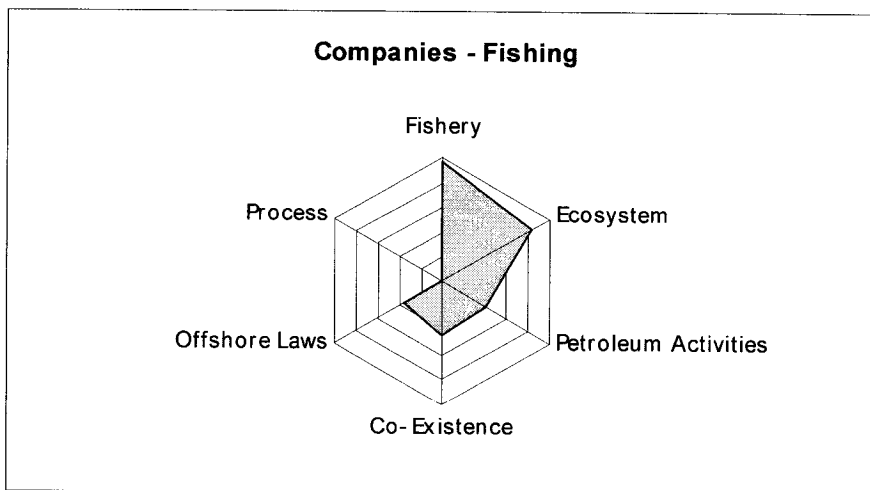 Companies - Fishing
Fishery
Process
Ecosystem
Offshore Laws
Petroleum Activities
Co-Existence